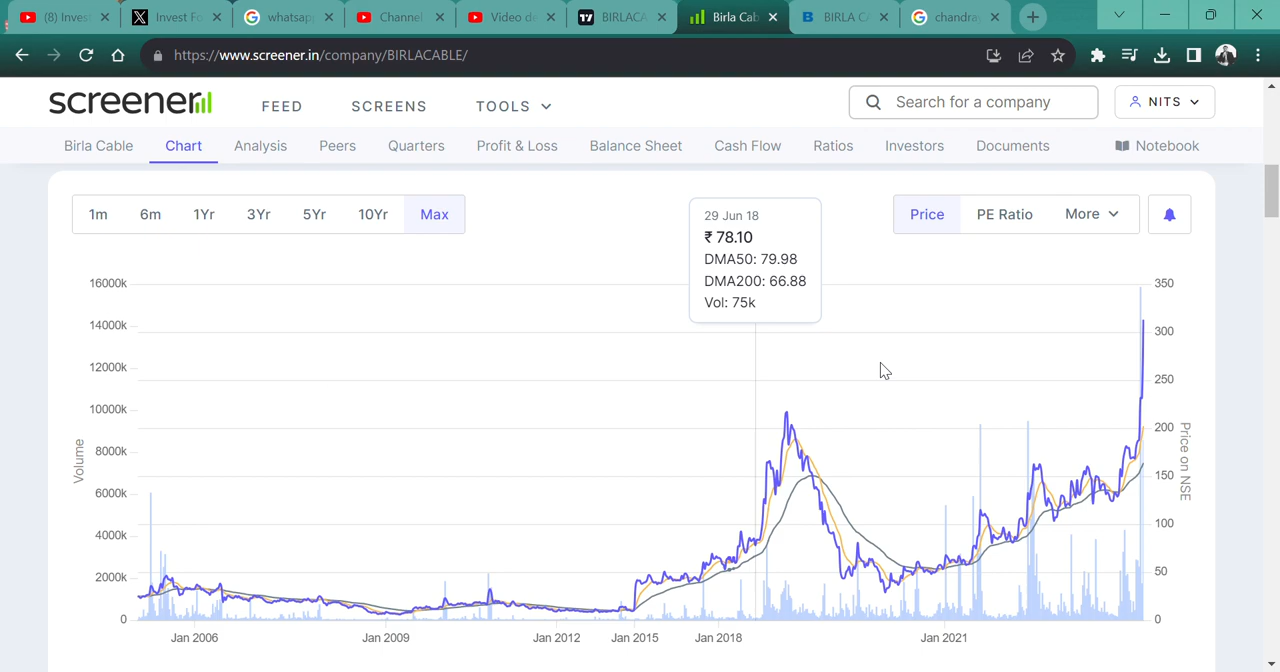 (8) Inves
Invest Fo
whatsapp
Channel
Video de
BIRLACA
Birla Cab
BIRLA C
chandra
https://www.screener.in/company/BIRLACABLE/
screener
FEED
SCREENS
TOOLS
Search for a company
NITS
Birla Cable
Chart
Analysis
Peers
Quarters
Profit & Loss
Balance Sheet
Cash Flow
Ratios
Investors
Documents
Notebook
1m
6m
1Yr
3Yr
5Yr
10Yr
Max
29 Jun 18
₹ 78.10
DMA50: 79.98
DMA200: 66.88
Vol: 75k
Price
PE Ratio
More
16000k
14000k
12000k
10000k
8000k
6000k
4000k
2000k
0
Volume
350
300
250
200
150
100
50
0
Price on NSE
Jan 2006
Jan 2009
Jan 2012
Jan 2015
Jan 2018
Jan 2021